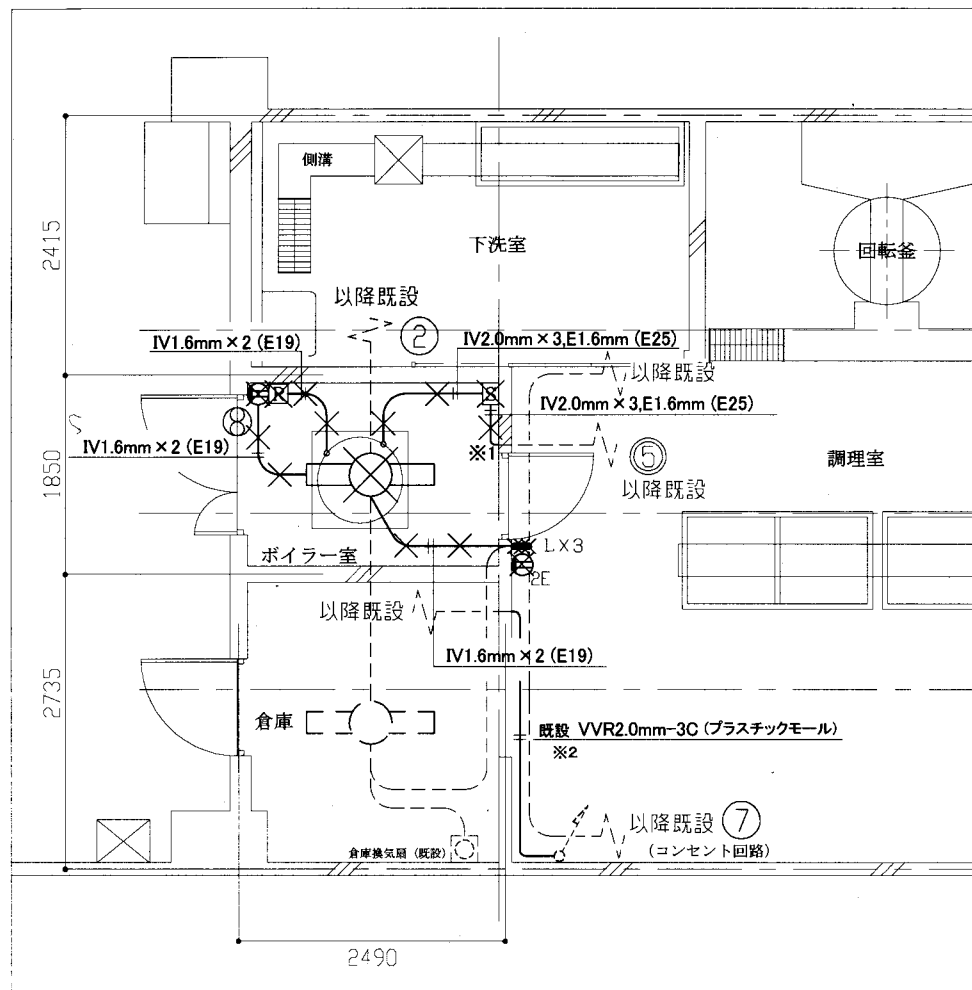 側溝
下洗室
回転釜
2415
以降既設
②
IV1.6mm×2 (E19)
IV2.0mm×3,E1.6mm (E25)
以降既設
IV2.0mm×3,E1.6mm (E25)
S
⑧
IV1.6mm×2 (E19)
※1
⑤
以降既設
調理室
1850
ボイラー室
L×3
2E
以降既設
IV1.6mm×2 (E19)
2735
倉庫
既設 VVR2.0mm-3C (プラスチックモール)
※2
以降既設 ⑦
(コンセント回路)
倉庫換気扇 (既設)
2490